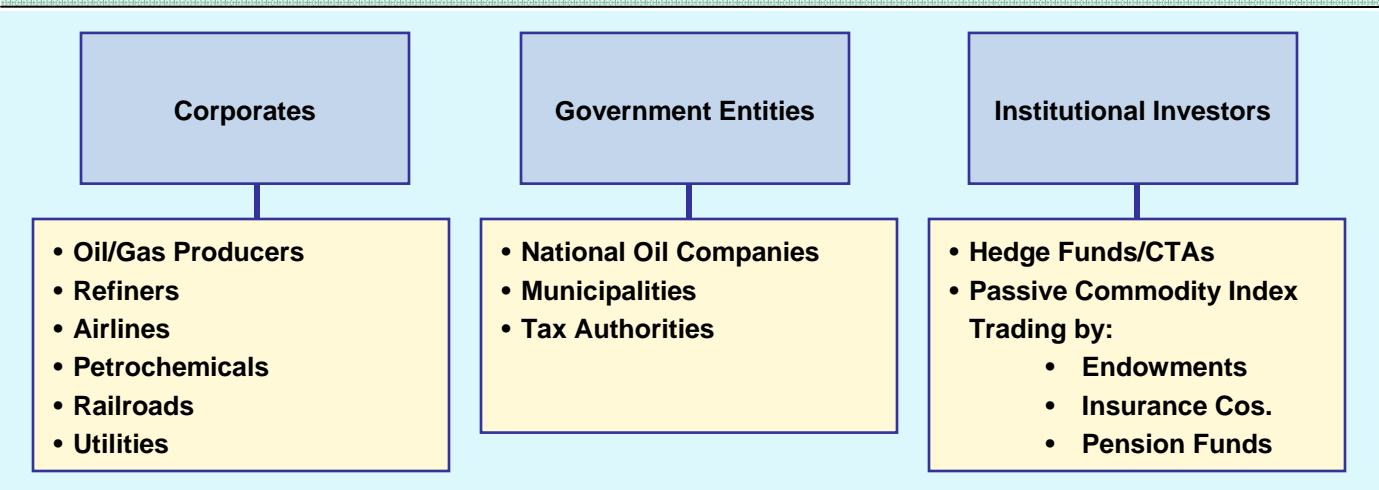 Corporates
• Oil/Gas Producers
• Refiners
• Airlines
• Petrochemicals
• Railroads
• Utilities
Government Entities
• National Oil Companies
• Municipalities
• Tax Authorities
Institutional Investors
• Hedge Funds/CTAs
• Passive Commodity Index
Trading by:
• Endowments
• Insurance Cos.
• Pension Funds